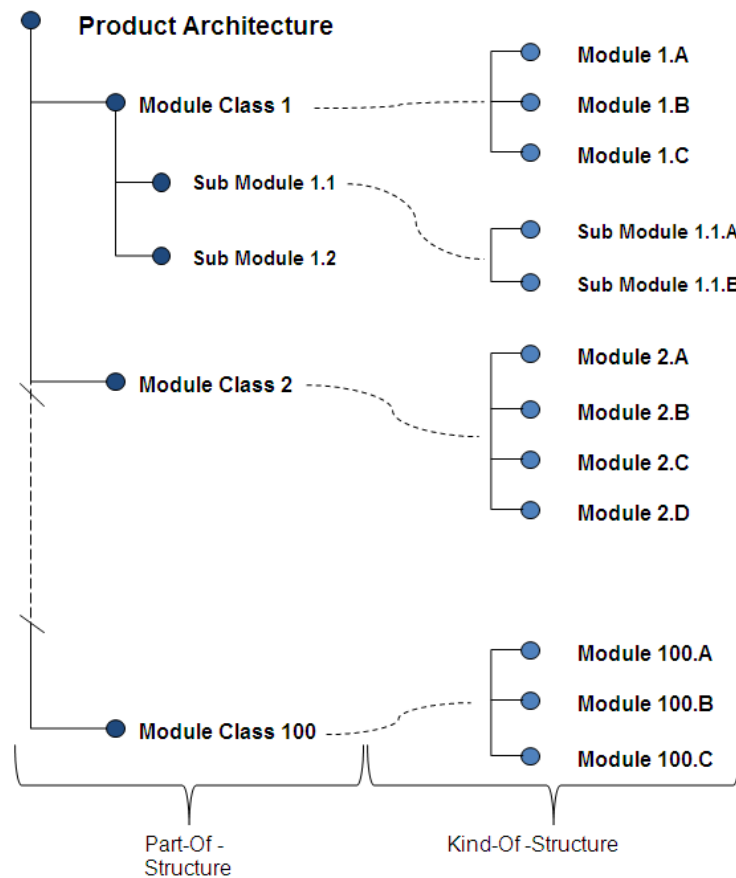 Product Architecture
Module Class 1
Sub Module 1.1
Sub Module 1.2
Module Class 2
Module Class 100
Module 1.A
Module 1.B
Module 1.C
Sub Module 1.1.A
Sub Module 1.1.
Module 2.A
Module 2.B
Module 2.C
Module 2.D
Module 100.A
Module 100.B
Module 100.C
Part-Of -
Structure
Kind-Of -Structure